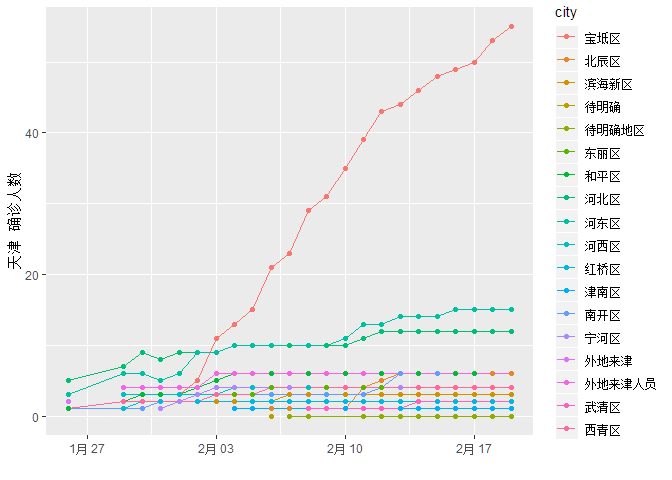 city
宝坻区
北辰区
滨海新区
待明确
待明确地区
东丽区
和平区
河北区
河东区
河西区
红桥区
津南区
南开区
宁河区
外地来津
外地来津人员
武清区
西青区
天津 确诊人数
40
20
0
1月 27
2月 03
2月 10
2月 17